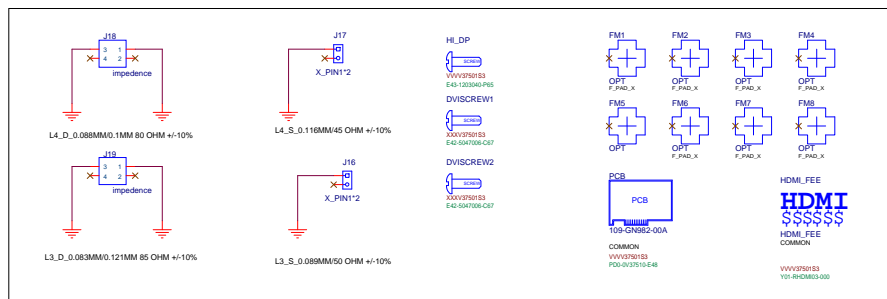 J18
3 1
4 2
impedence
L4_D_0.088MM/0.1MM 80 OHM +/-10%
J19
3 1
4 2
impedence
L3_D_0.083MM/0.121MM 85 OHM +/-10%
J17
X_PIN1*2
L4_S_0.116MM/45 OHM +/-10%
J16
X_PIN1*2
L3_S_0.089MM/50 OHM +/-10%
HI_DP
SCREW
VVVV37501S3
E43-1203040-P65
DVISCREW1
SCREW
XXXV37501S3
E42-5047006-C67
DVISCREW2
SCREW
XXXV37501S3
E42-5047006-C67
FM1 FM2 FM3 FM4
OPT OPT OPT OPT
F_PAD_X F_PAD_X F_PAD_X F_PAD_X
FM5 FM6 FM7 FM8
OPT OPT OPT OPT
F_PAD_X F_PAD_X F_PAD_X
PCB
PCB
109-GN982-00A
COMMON
VVVV37501S3
PD0-0V37510-E48
HDMI_FEE
HDMI
$$$$$$
HDMI_FEE
COMMON
VVVV37501S3
Y01-RHDMI03-000